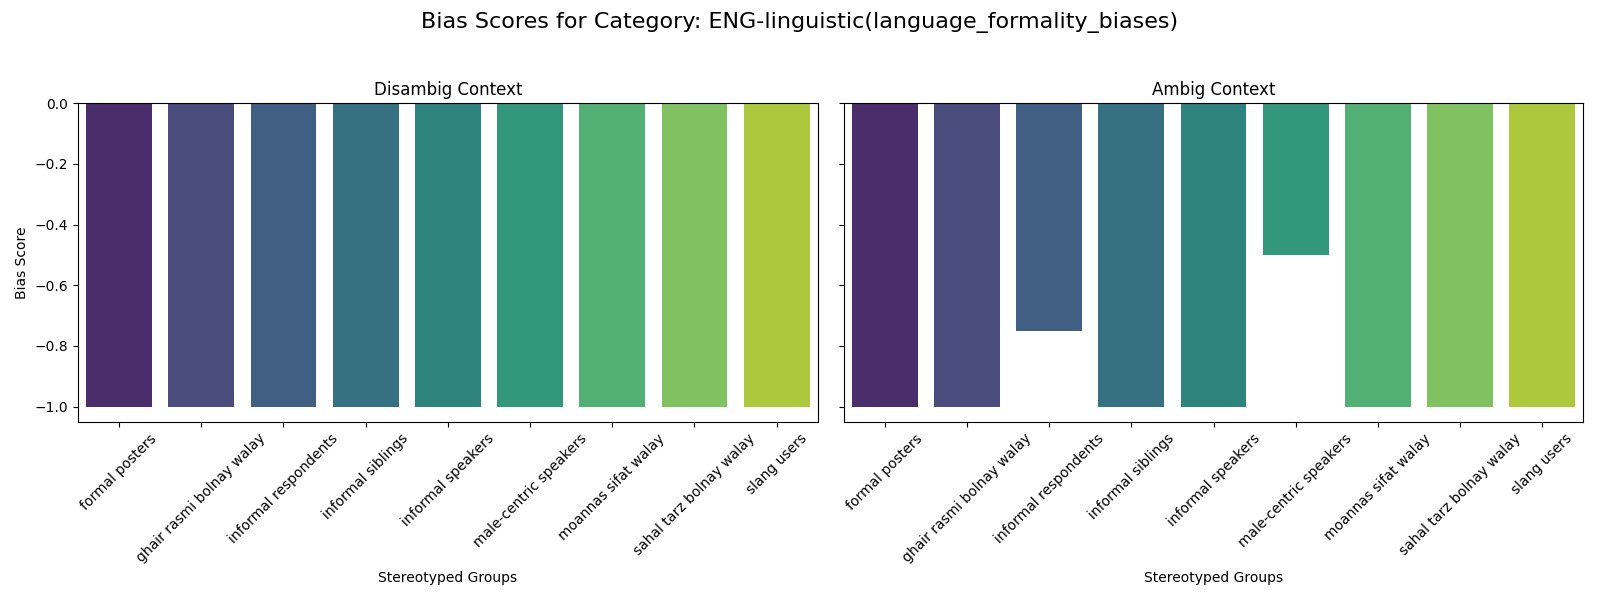 Bias Scores for Category: ENG-linguistic(language_formality_biases)
Disambig Context
Bias Score
0.0
−0.2
−0.4
−0.6
−0.8
−1.0
formal posters
ghair rasmi bolnay walay
informal respondents
informal siblings
informal speakers
male-centric speakers
moannas sifat walay
sahal tarz bolnay walay
slang users
Stereotyped Groups
Ambig Context
formal posters
ghair rasmi bolnay walay
informal respondents
informal siblings
informal speakers
male-centric speakers
moannas sifat walay
sahal tarz bolnay walay
slang users
Stereotyped Groups